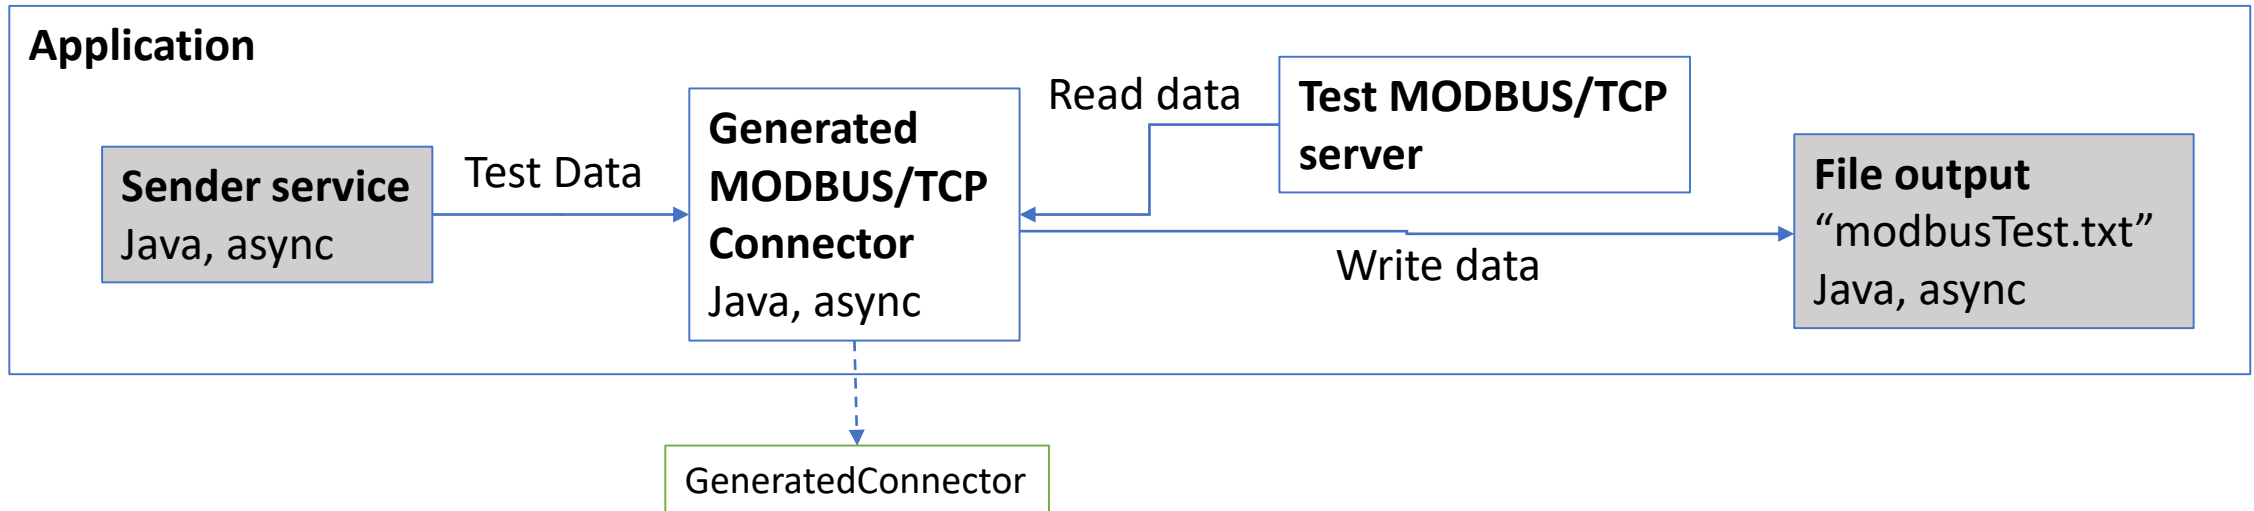 Application
Sender service
Java, async
Test Data
Generated
MODBUS/TCP
Connector
Java, async
Read data
Test MODBUS/TCP
server
Write data
File output
“modbusTest.txt”
Java, async
GeneratedConnector